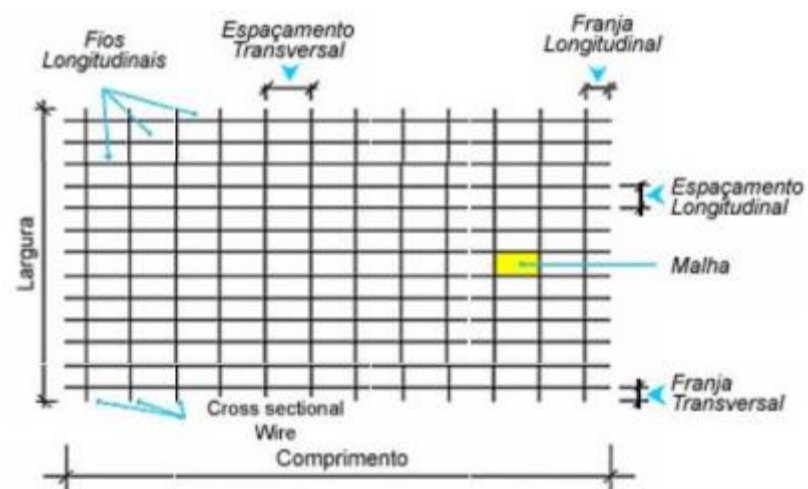 Fios
Longitudinais
Espaçamento
Transversal
Franja
Longitudinal
Largura
Espaçamento
Longitudinal
Malha
Franja
Transversal
Cross sectional
Wire
Comprimento